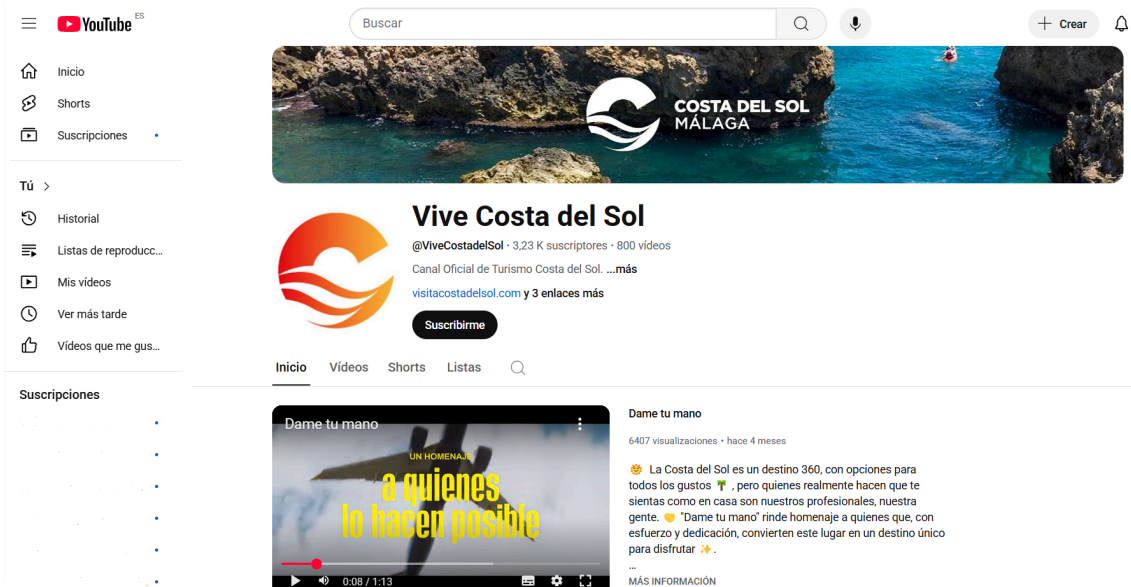 YouTube ES
Buscar
Crear
Inicio
Shorts
Suscripciones
Tú
Historial
Listas de reproducc...
Mis vídeos
Ver más tarde
Vídeos que me gus...
Suscripciones
COSTA DEL SOL
MÁLAGA
Vive Costa del Sol
@ViveCostadelSol · 3,23 K suscriptores · 800 vídeos
Canal Oficial de Turismo Costa del Sol. ...más
visitacostadelsol.com y 3 enlaces más
Suscribirme
Inicio Vídeos Shorts Listas
Dame tu mano
UN HOMENAJE
a quienes
lo hacen posible
0:08 / 1:13
Dame tu mano
6407 visualizaciones • hace 4 meses
🤗 La Costa del Sol es un destino 360, con opciones para
todos los gustos 🌴 , pero quienes realmente hacen que te
sientas como en casa son nuestros profesionales, nuestra
gente. 🧡 "Dame tu mano" rinde homenaje a quienes que, con
esfuerzo y dedicación, convierten este lugar en un destino único
para disfrutar ✨.
...
MÁS INFORMACIÓN